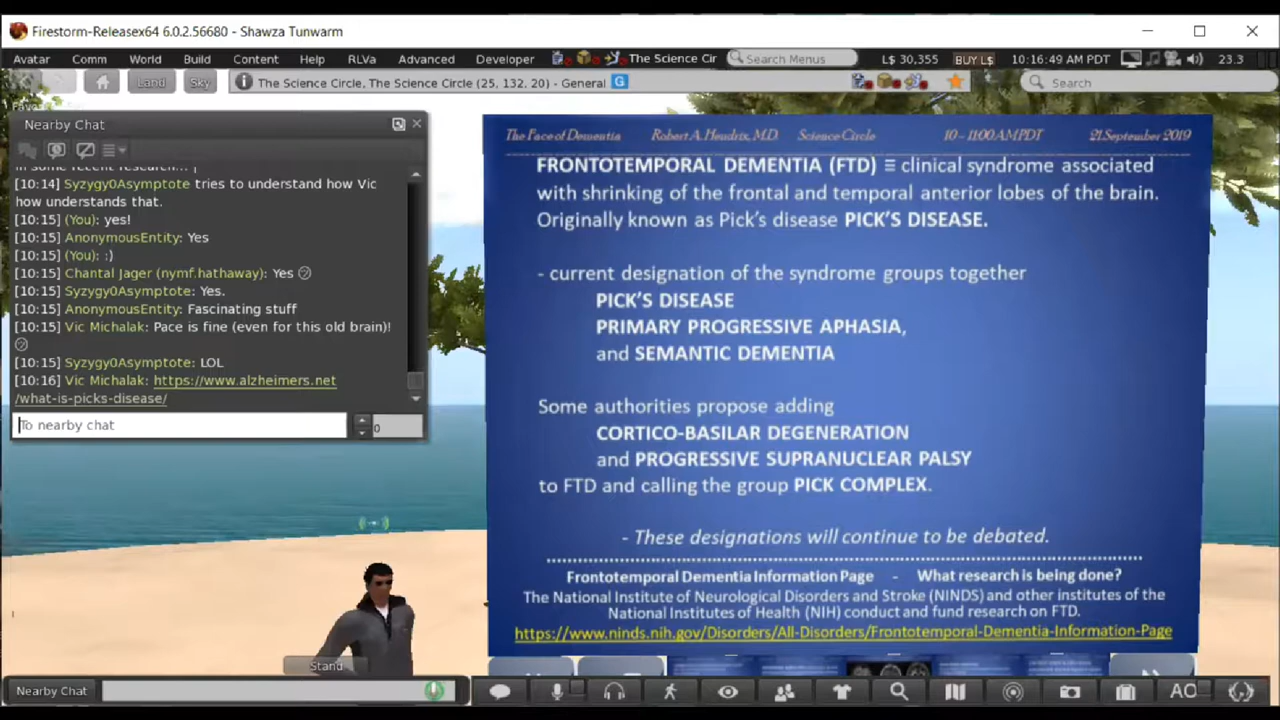 Firestorm-Releasex64 6.0.2.56680 - Shawza Tunwarm
Avatar Comm World Build Content Help RLVa Advanced Developer The Science Cir Search Menus L$ 30,355 BUY L$ 10:16:49 AM PDT 23.3
Land Sky The Science Circle, The Science Circle (25, 132, 20) - General G Search
Nearby Chat
in some recent research...
[10:14] Syzygy0Asymptote tries to understand how Vic
how understands that.
[10:15] (You): yes!
[10:15] AnonymousEntity: Yes
[10:15] (You): :)
[10:15] Chantal Jager (nymf.hathaway): Yes ツ
[10:15] Syzygy0Asymptote: Yes.
[10:15] AnonymousEntity: Fascinating stuff
[10:15] Vic Michalak: Pace is fine (even for this old brain)!
ツ
[10:15] Syzygy0Asymptote: LOL
[10:16] Vic Michalak: https://www.alzheimers.net
/what-is-picks-disease/
To nearby chat
0
The Face of Dementia Robert A. Hendrix, M.D. Science Circle 10 - 11:00 AM PDT 21 September 2019
FRONTOTEMPORAL DEMENTIA (FTD) ≡ clinical syndrome associated
with shrinking of the frontal and temporal anterior lobes of the brain.
Originally known as Pick's disease PICK'S DISEASE.
- current designation of the syndrome groups together
PICK'S DISEASE
PRIMARY PROGRESSIVE APHASIA,
and SEMANTIC DEMENTIA
Some authorities propose adding
CORTICO-BASILAR DEGENERATION
and PROGRESSIVE SUPRANUCLEAR PALSY
to FTD and calling the group PICK COMPLEX.
- These designations will continue to be debated.
Frontotemporal Dementia Information Page - What research is being done?
The National Institute of Neurological Disorders and Stroke (NINDS) and other institutes of the
National Institutes of Health (NIH) conduct and fund research on FTD.
https://www.ninds.nih.gov/Disorders/All-Disorders/Frontotemporal-Dementia-Information-Page
Stand
Nearby Chat
AO